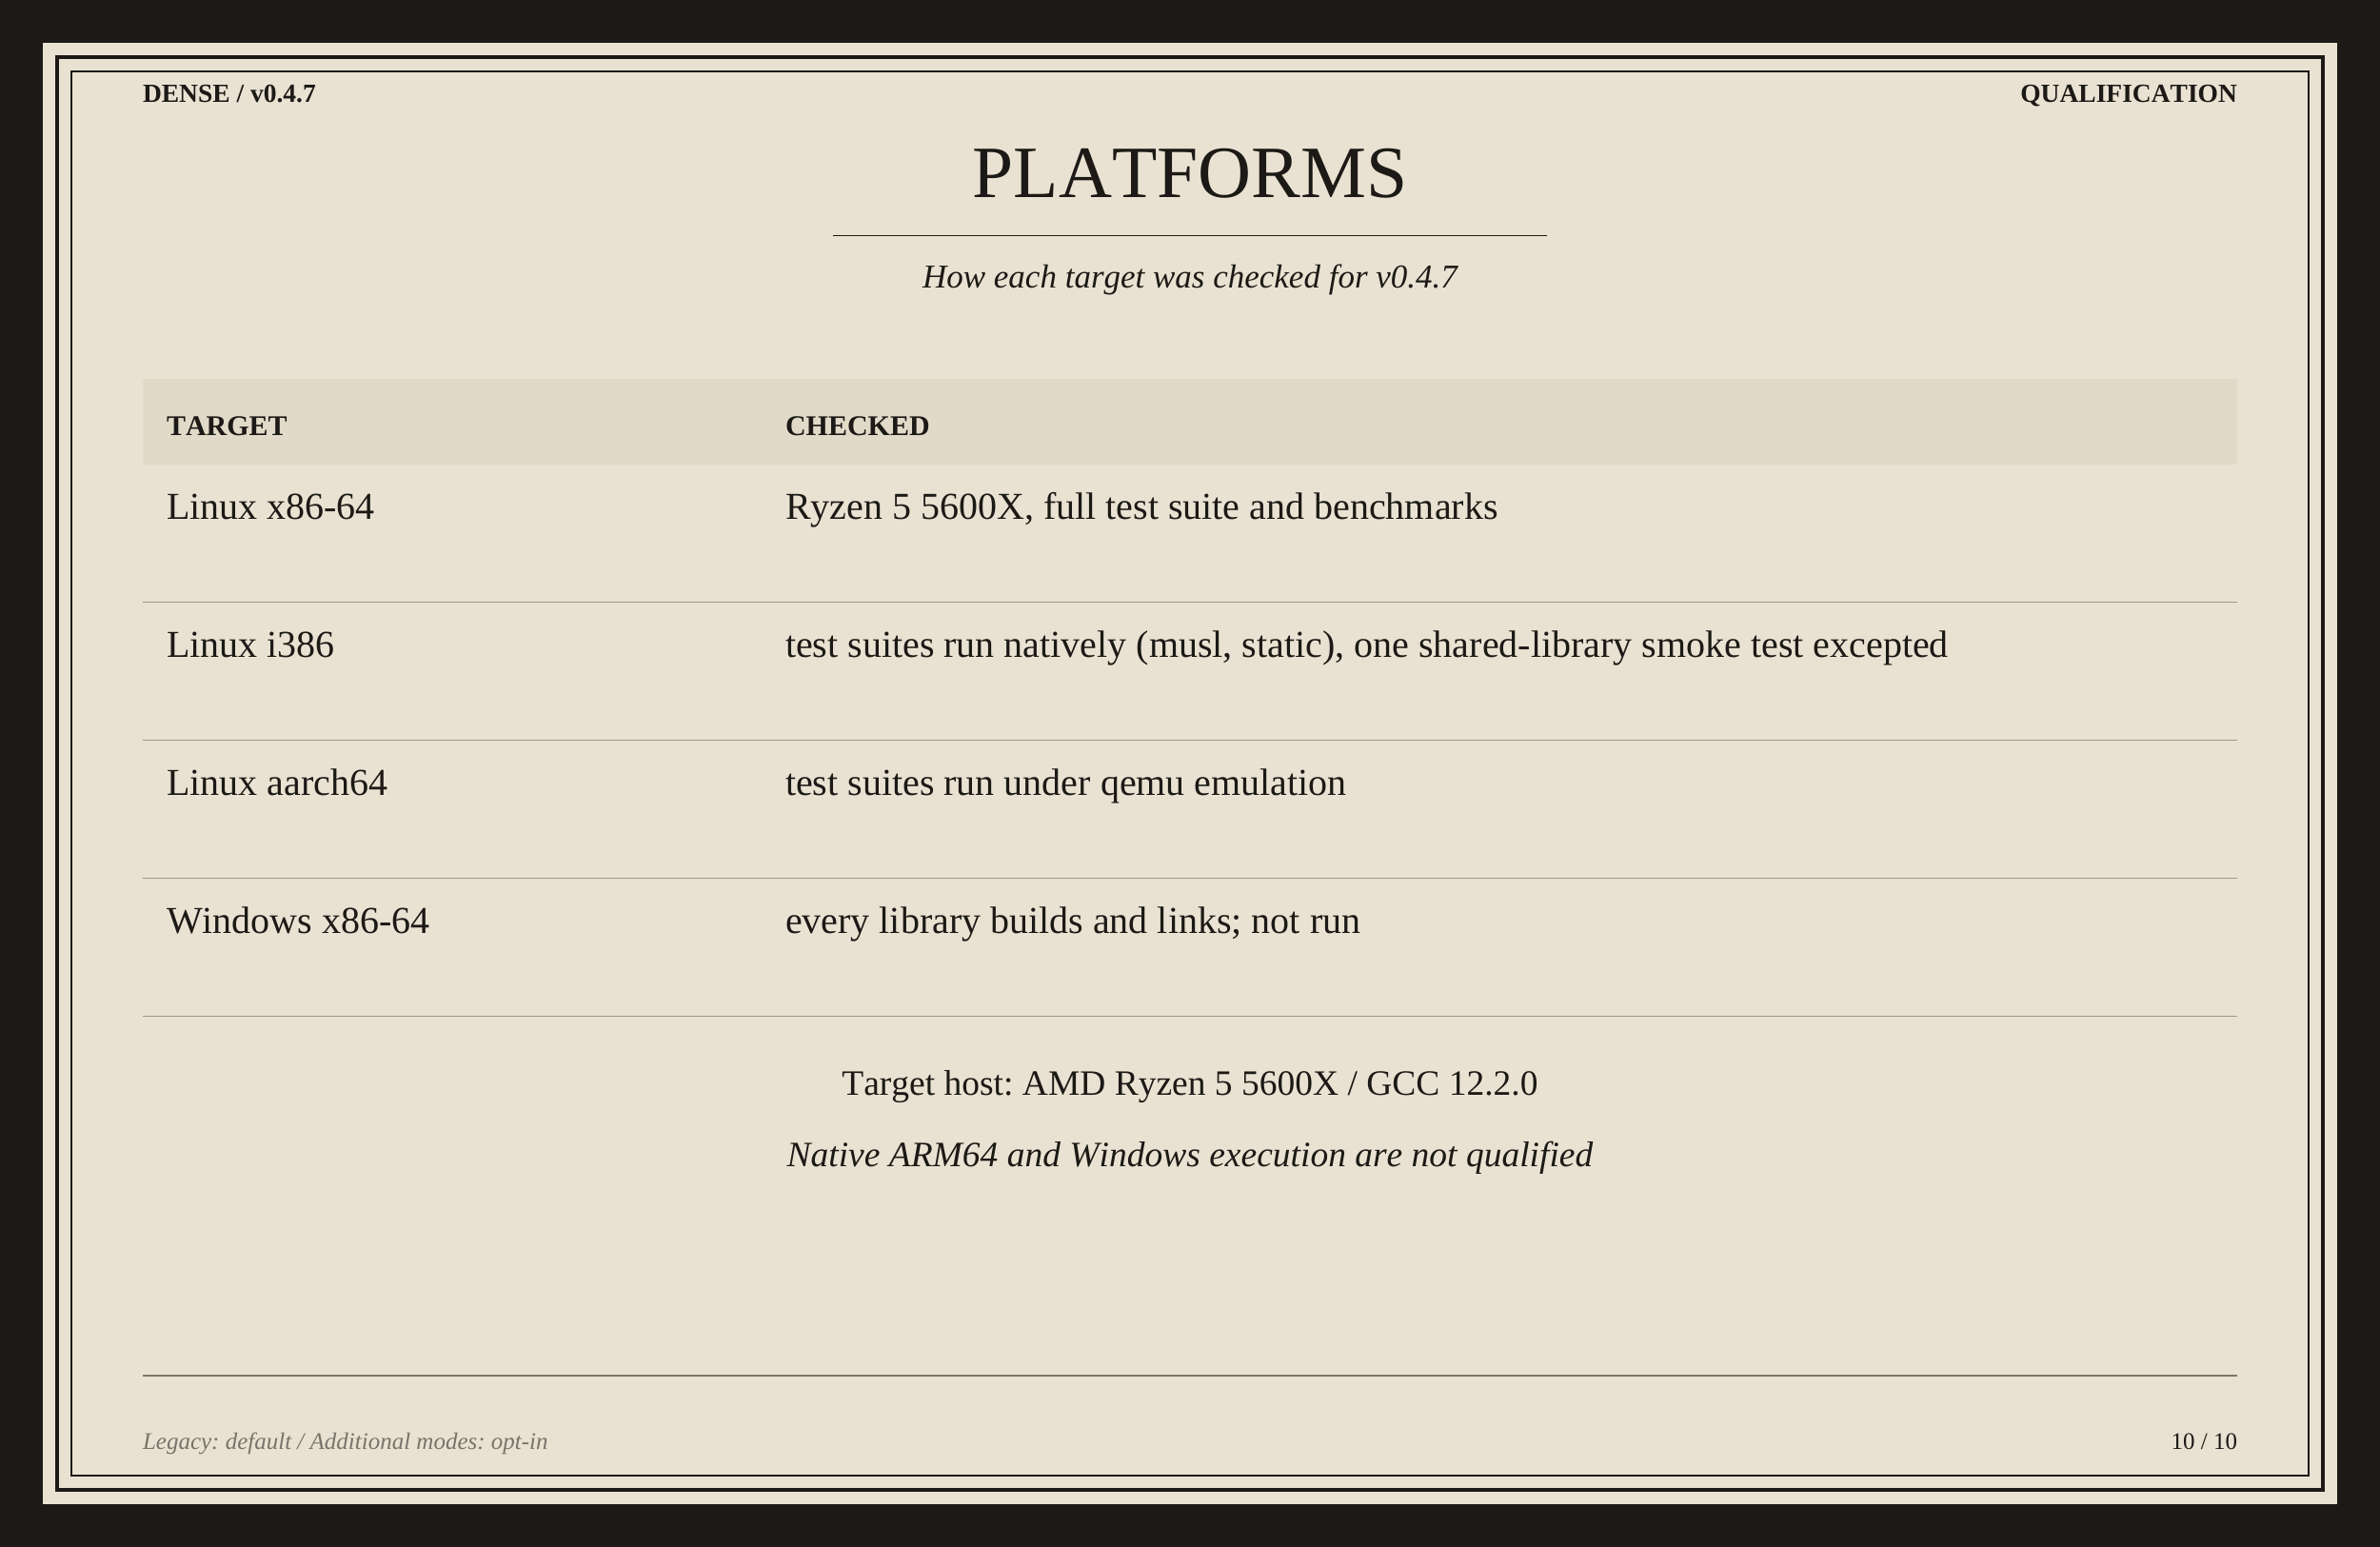 DENSE / v0.4.7
QUALIFICATION
PLATFORMS
How each target was checked for v0.4.7
TARGET CHECKED
Linux x86-64 Ryzen 5 5600X, full test suite and benchmarks
Linux i386 test suites run natively (musl, static), one shared-library smoke test excepted
Linux aarch64 test suites run under qemu emulation
Windows x86-64 every library builds and links; not run
Target host: AMD Ryzen 5 5600X / GCC 12.2.0
Native ARM64 and Windows execution are not qualified
Legacy: default / Additional modes: opt-in
10 / 10